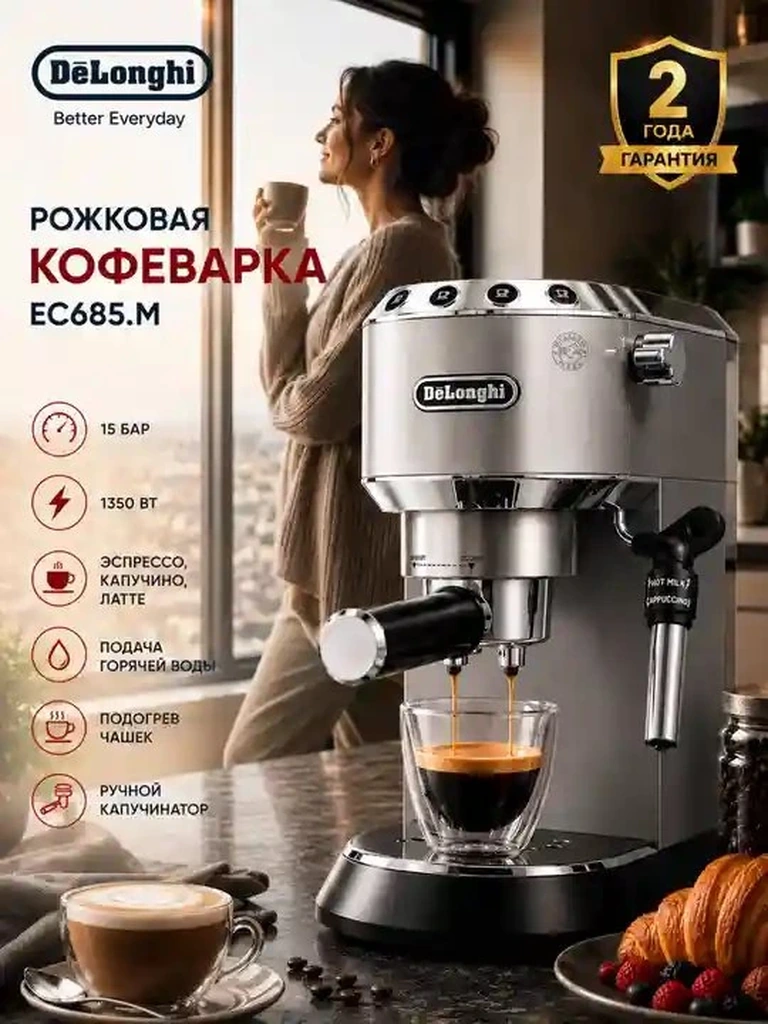 DēLonghi
Better Everyday
2
ГОДА
ГАРАНТИЯ
РОЖКОВАЯ
КОФЕВАРКА
EC685.M
DēLonghi
15 БАР
1350 ВТ
ЭСПРЕССО,
КАПУЧИНО,
ЛАТТЕ
HOT MILK
CAPPUCCINO
ПОДАЧА
ГОРЯЧЕЙ ВОДЫ
ПОДОГРЕВ
ЧАШЕК
РУЧНОЙ
КАПУЧИНАТОР